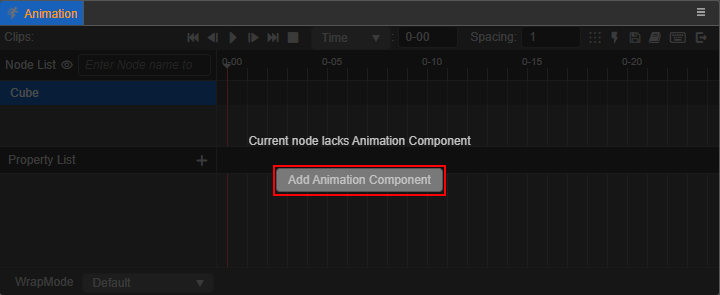 Animation
Clips: Time : 0-00 Spacing: 1
Node List Enter Node name to
0-00 0-05 0-10 0-15 0-20
Cube
Current node lacks Animation Component
Property List +
Add Animation Component
WrapMode Default